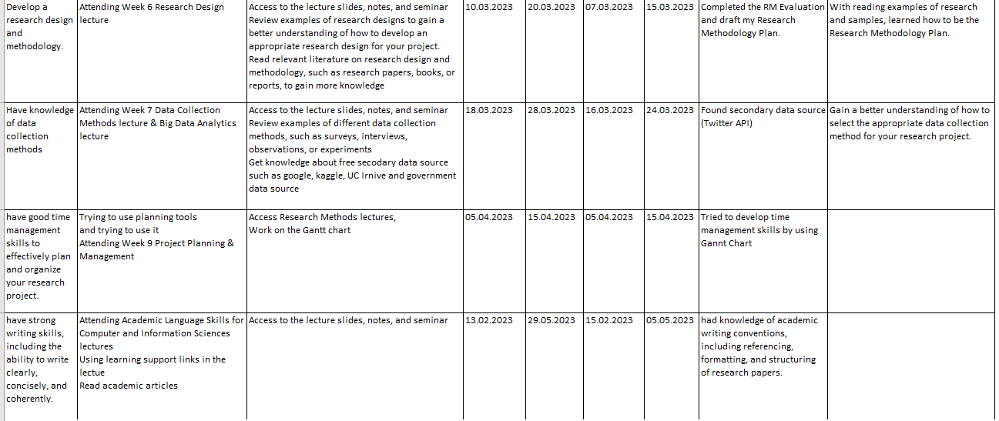 Develop a
research design
and
methodology.
Attending Week 6 Research Design
lecture
Access to the lecture slides, notes, and seminar
Review examples of research designs to gain a
better understanding of how to develop an
appropriate research design for your project.
Read relevant literature on research design and
methodology, such as research papers, books, or
reports, to gain more knowledge
10.03.2023
20.03.2023
07.03.2023
15.03.2023
Completed the RM Evaluation
and draft my Research
Methodology Plan.
With reading examples of research
and samples, learned how to be the
Research Methodology Plan.
Have knowledge
of data
collection
methods
Attending Week 7 Data Collection
Methods lecture & Big Data Analytics
lecture
Access to the lecture slides, notes, and seminar
Review examples of different data collection
methods, such as surveys, interviews,
observations, or experiments
Get knowledge about free secodary data source
such as google, kaggle, UC Irnive and government
data source
18.03.2023
28.03.2023
16.03.2023
24.03.2023
Found secondary data source
(Twitter API)
Gain a better understanding of how to
select the appropriate data collection
method for your research project.
have good time
management
skills to
effectively plan
and organize
your research
project.
Trying to use planning tools
and trying to use it
Attending Week 9 Project Planning &
Management
Access Research Methods lectures,
Work on the Gantt chart
05.04.2023
15.04.2023
05.04.2023
15.04.2023
Tried to develop time
management skills by using
Gannt Chart
have strong
writing skills,
including the
ability to write
clearly,
concisely, and
coherently.
Attending Academic Language Skills for
Computer and Information Sciences
lectures
Using learning support links in the
lectue
Read academic articles
Access to the lecture slides, notes, and seminar
13.02.2023
29.05.2023
15.02.2023
05.05.2023
had knowledge of academic
writing conventions,
including referencing,
formatting, and structuring
of research papers.